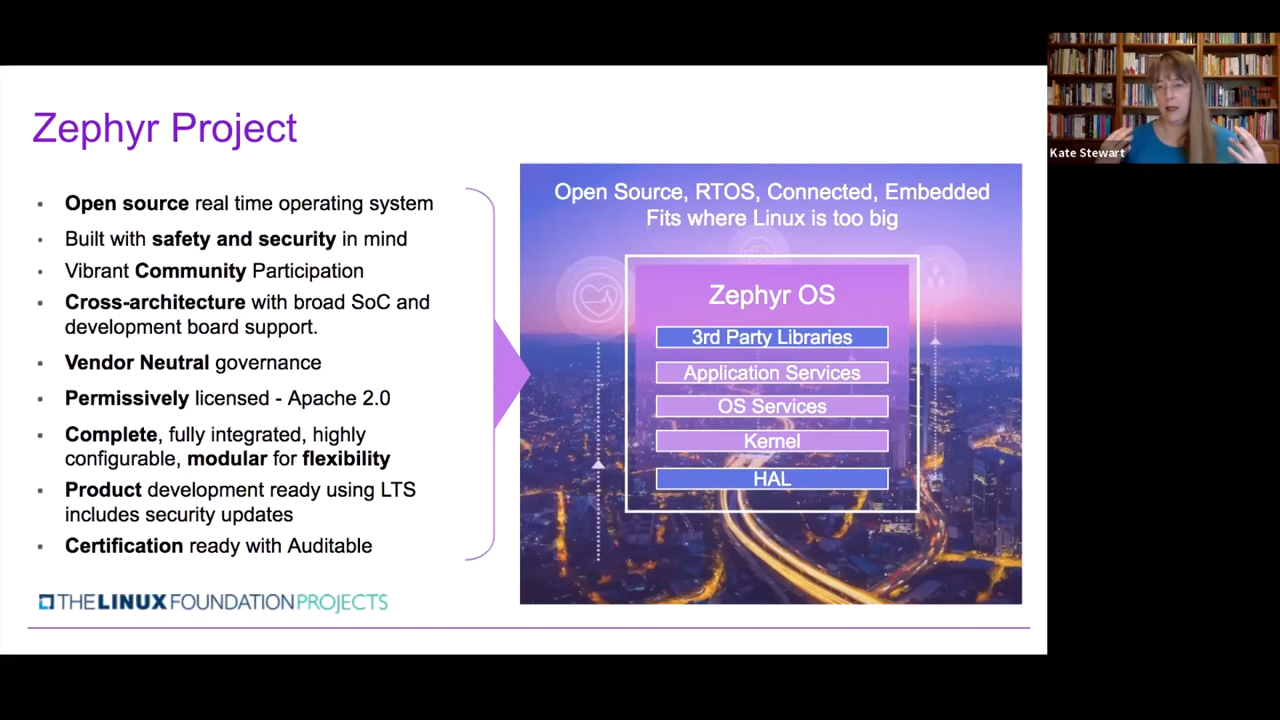 Zephyr Project
Open source real time operating system
Built with safety and security in mind
Vibrant Community Participation
Cross-architecture with broad SoC and
development board support.
Vendor Neutral governance
Permissively licensed - Apache 2.0
Complete, fully integrated, highly
configurable, modular for flexibility
Product development ready using LTS
includes security updates
Certification ready with Auditable
THE LINUX FOUNDATION PROJECTS
Open Source, RTOS, Connected, Embedded
Fits where Linux is too big
Zephyr OS
3rd Party Libraries
Application Services
OS Services
Kernel
HAL
Kate Stewart